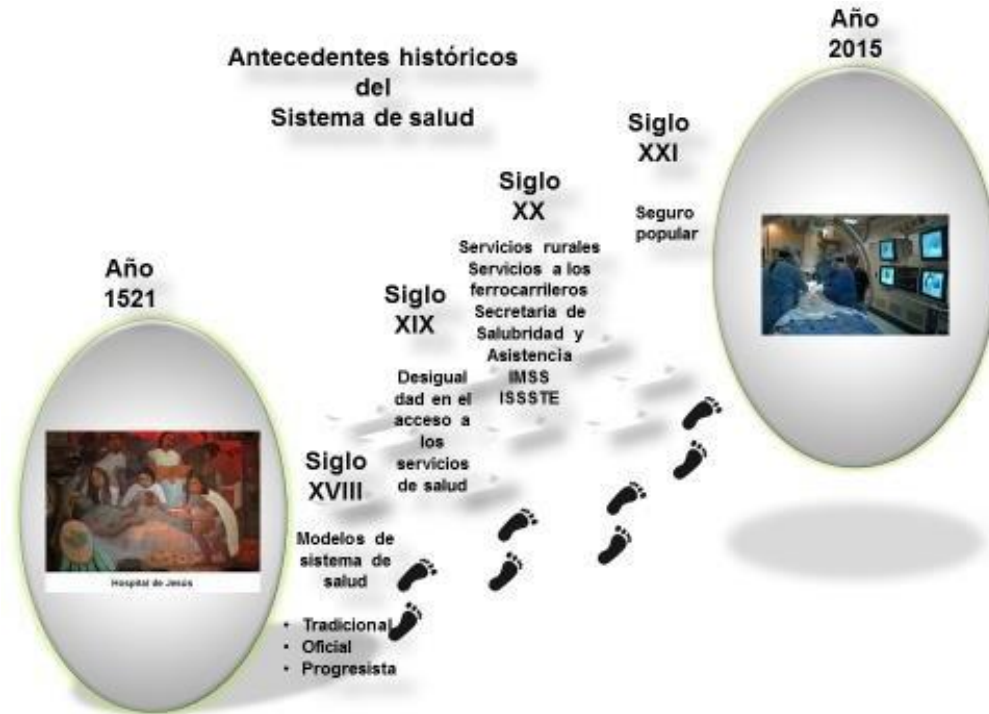 Antecedentes históricos
del
Sistema de salud
Año
1521
Hospital de Jesús
Siglo
XVIII
Modelos de
sistema de
salud
• Tradicional
• Oficial
• Progresista
Siglo
XIX
Desigual
dad en el
acceso a
los
servicios
de salud
Siglo
XX
Servicios rurales
Servicios a los
ferrocarrileros
Secretaria de
Salubridad y
Asistencia
IMSS
ISSSTE
Siglo
XXI
Seguro
popular
Año
2015